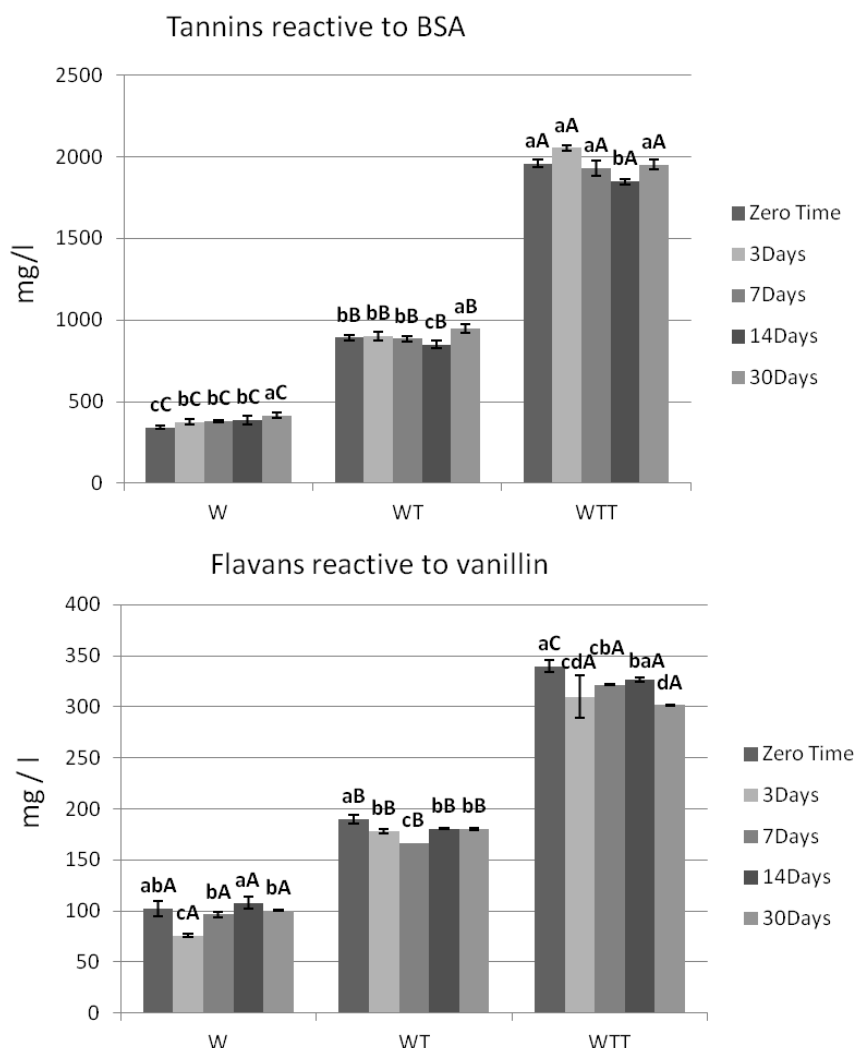 Tannins reactive to BSA
mg/l
2500
2000
1500
1000
500
0
cC bC bC bC aC
bB bB bB cB aB
aA aA aA bA aA
W WT WTT
Zero Time
3Days
7Days
14Days
30Days
Flavans reactive to vanillin
mg / l
400
350
300
250
200
150
100
50
0
abA cA bA aA bA
aB bB cB bB bB
aC cdA cbA baA dA
W WT WTT
Zero Time
3Days
7Days
14Days
30Days